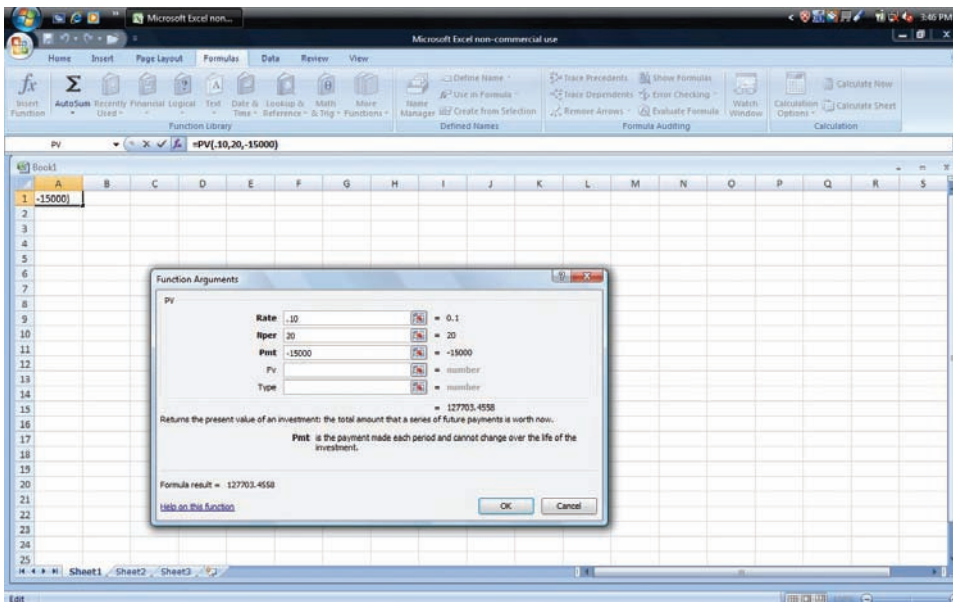 Microsoft Excel non...
3:46 PM
Microsoft Excel non-commercial use
Home Insert Page Layout Formulas Data Review View
Insert Function
AutoSum
Recently Used
Financial
Logical
Text
Date & Time
Lookup & Reference
Math & Trig
More Functions
Function Library
Name Manager
Define Name
Use in Formula
Create from Selection
Defined Names
Trace Precedents
Trace Dependents
Remove Arrows
Show Formulas
Error Checking
Evaluate Formula
Watch Window
Formula Auditing
Calculation Options
Calculate Now
Calculate Sheet
Calculation
PV
fx
=PV(.10,20,-15000)
Book1
A B C D E F G H I J K L M N O P Q R S
1 -15000)
2
3
4
5
6
7
8
9
10
11
12
13
14
15
16
17
18
19
20
21
22
23
24
25
Function Arguments
PV
Rate .10 = 0.1
Nper 20 = 20
Pmt -15000 = -15000
Fv = number
Type = number
= 127703.4558
Returns the present value of an investment: the total amount that a series of future payments is worth now.
Pmt is the payment made each period and cannot change over the life of the
investment.
Formula result = 127703.4558
Help on this function
OK Cancel
Sheet1 Sheet2 Sheet3
Edit